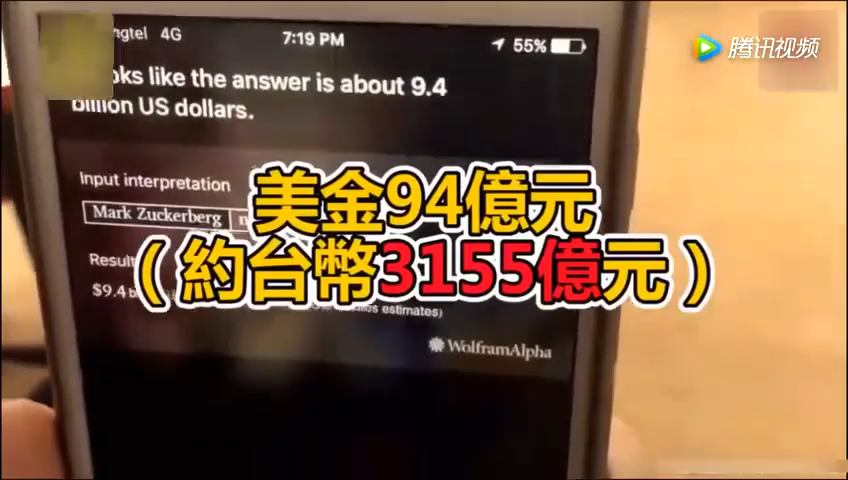 gtel 4G 7:19 PM 55%
腾讯视频
oks like the answer is about 9.4
billion US dollars.
Input interpretation
Mark Zuckerberg
美金94億元
Result
（約台幣3155億元）
$9.4
estimates)
WolframAlpha